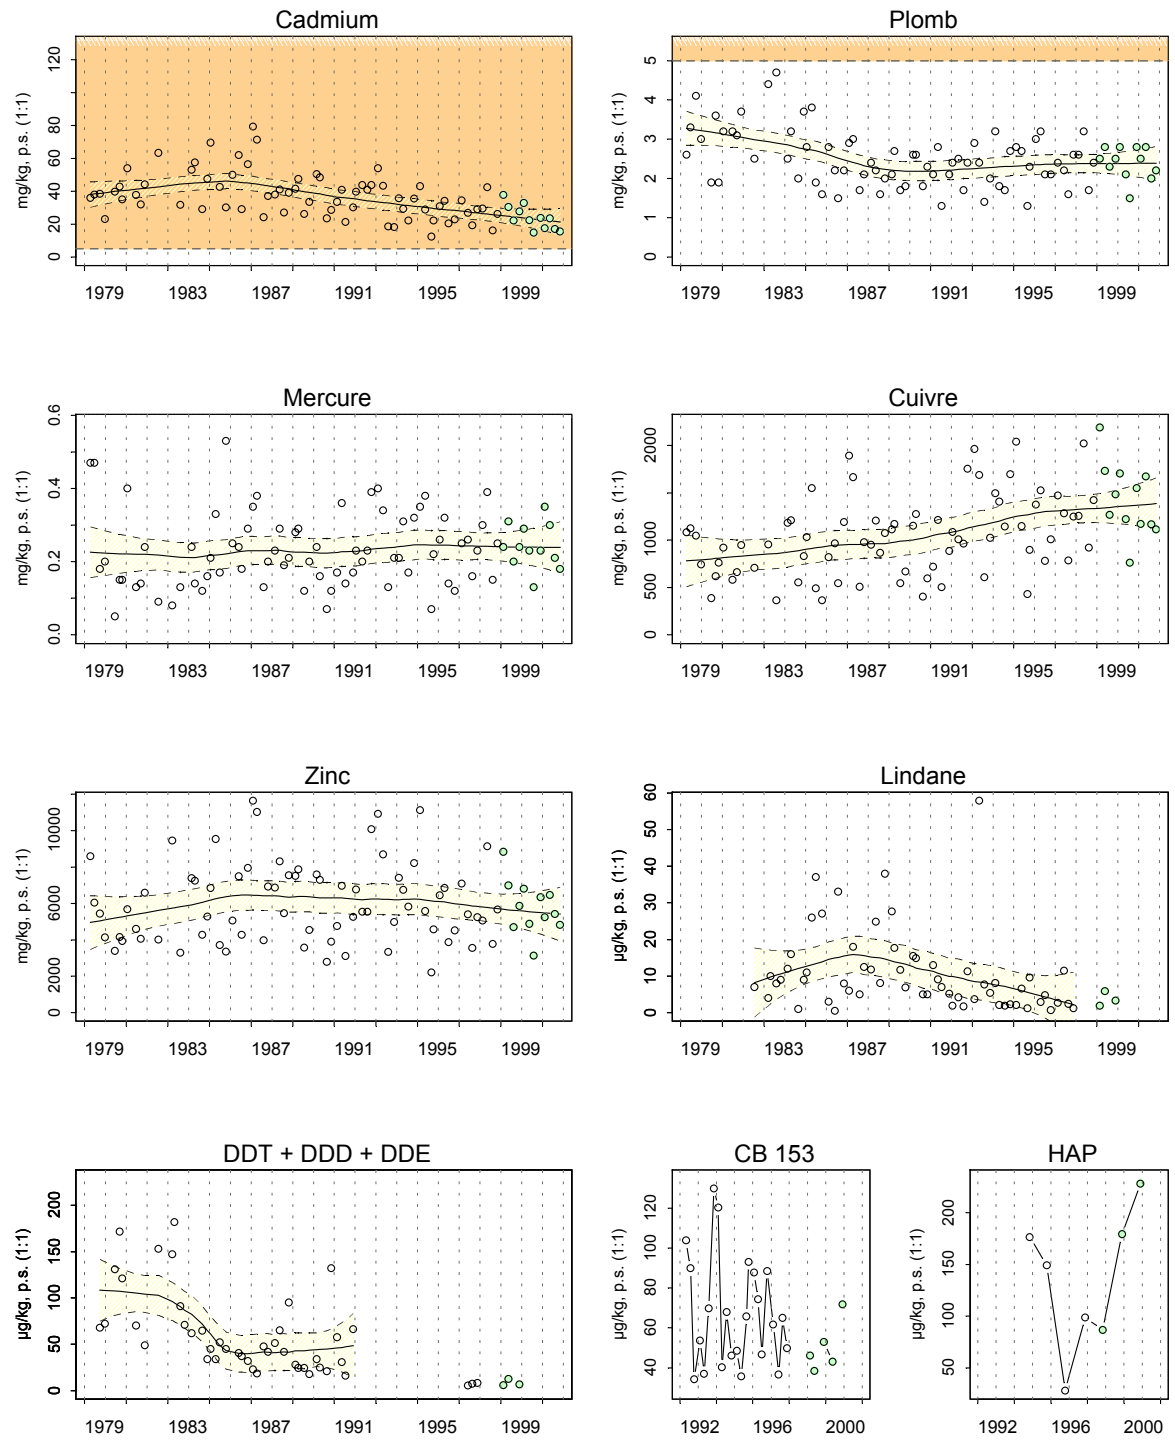 Cadmium
mg/kg, p.s. (1:1)
0 20 40 60 80 120
1979 1983 1987 1991 1995 1999
Plomb
mg/kg, p.s. (1:1)
0 1 2 3 4 5
1979 1983 1987 1991 1995 1999
Mercure
mg/kg, p.s. (1:1)
0.0 0.2 0.4 0.6
1979 1983 1987 1991 1995 1999
Cuivre
mg/kg, p.s. (1:1)
0 500 1000 2000
1979 1983 1987 1991 1995 1999
Zinc
mg/kg, p.s. (1:1)
0 2000 6000 10000
1979 1983 1987 1991 1995 1999
Lindane
µg/kg, p.s. (1:1)
0 10 20 30 40 50 60
1979 1983 1987 1991 1995 1999
DDT + DDD + DDE
µg/kg, p.s. (1:1)
0 50 100 150 200
1979 1983 1987 1991 1995 1999
CB 153
µg/kg, p.s. (1:1)
40 60 80 100 120
1992 1996 2000
HAP
µg/kg, p.s. (1:1)
50 100 150 200
1992 1996 2000